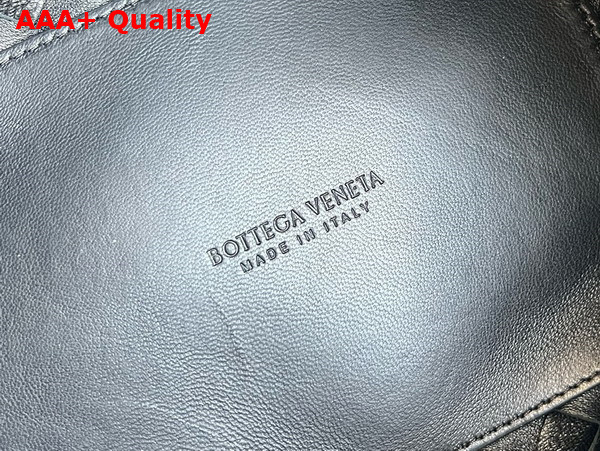 AAA+ Quality
BOTTEGA VENETA
MADE IN ITALY